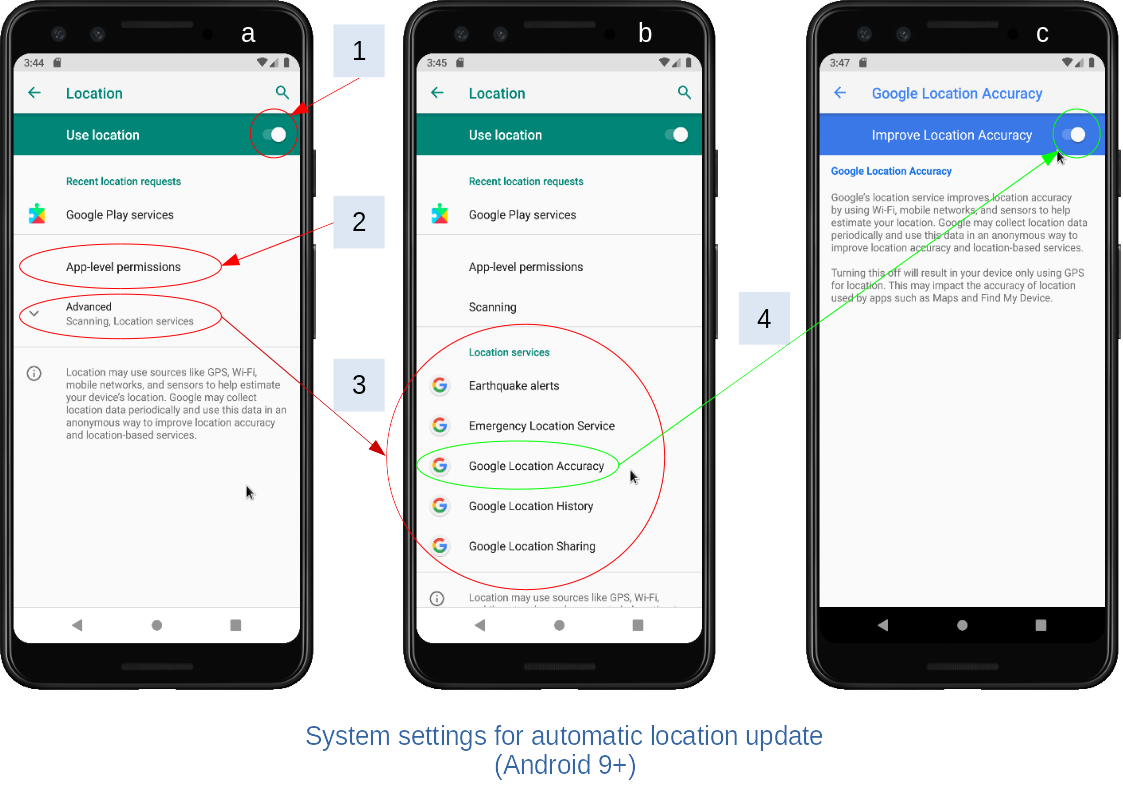 a
3:44
Location
Use location
Recent location requests
Google Play services
App-level permissions
Advanced
Scanning, Location services
Location may use sources like GPS, Wi-Fi,
mobile networks, and sensors to help estimate
your device's location. Google may collect
location data periodically and use this data in an
anonymous way to improve location accuracy
and location-based services.
1
2
3
b
3:45
Location
Use location
Recent location requests
Google Play services
App-level permissions
Scanning
Location services
Earthquake alerts
Emergency Location Service
Google Location Accuracy
Google Location History
Google Location Sharing
Location may use sources like GPS, Wi-Fi,
4
c
3:47
Google Location Accuracy
Improve Location Accuracy
Google Location Accuracy
Google's location service improves location accuracy
by using Wi-Fi, mobile networks, and sensors to help
estimate your location. Google may collect location data
periodically and use this data in an anonymous way to
improve location accuracy and location-based services.
Turning this off will result in your device only using GPS
for location. This may impact the accuracy of location
used by apps such as Maps and Find My Device.
System settings for automatic location update
(Android 9+)